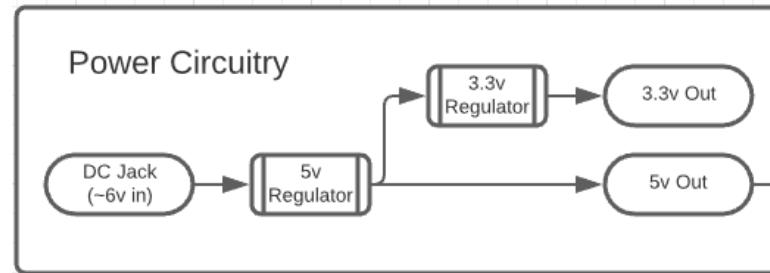 Power Circuitry
3.3v
Regulator
3.3v Out
DC Jack
(~6v in)
5v
Regulator
5v Out